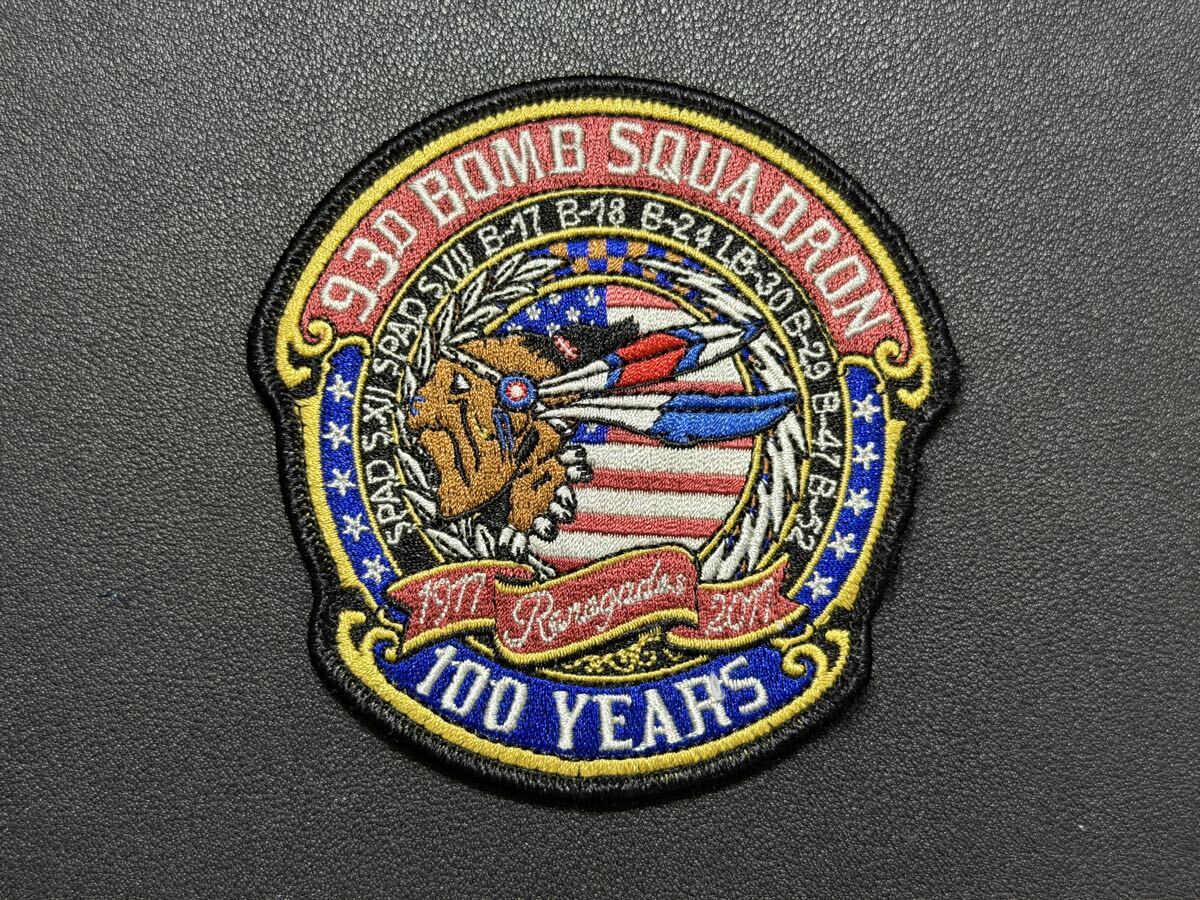 93D BOMB SQUADRON
SPAD S.XI SPAD S.VII B-17 B-18 B-24 LB-30 B-29 B-47 B-52
1917 Renegades 2017
100 YEARS